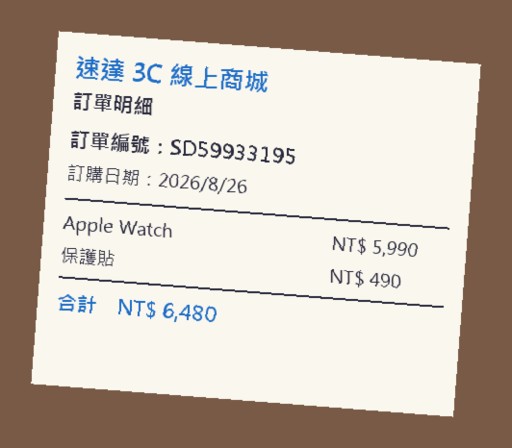 速達 3C 線上商城
訂單明細
訂單編號：SD59933195
訂購日期：2026/8/26
Apple Watch NT$ 5,990
保護貼 NT$ 490
合計 NT$ 6,480